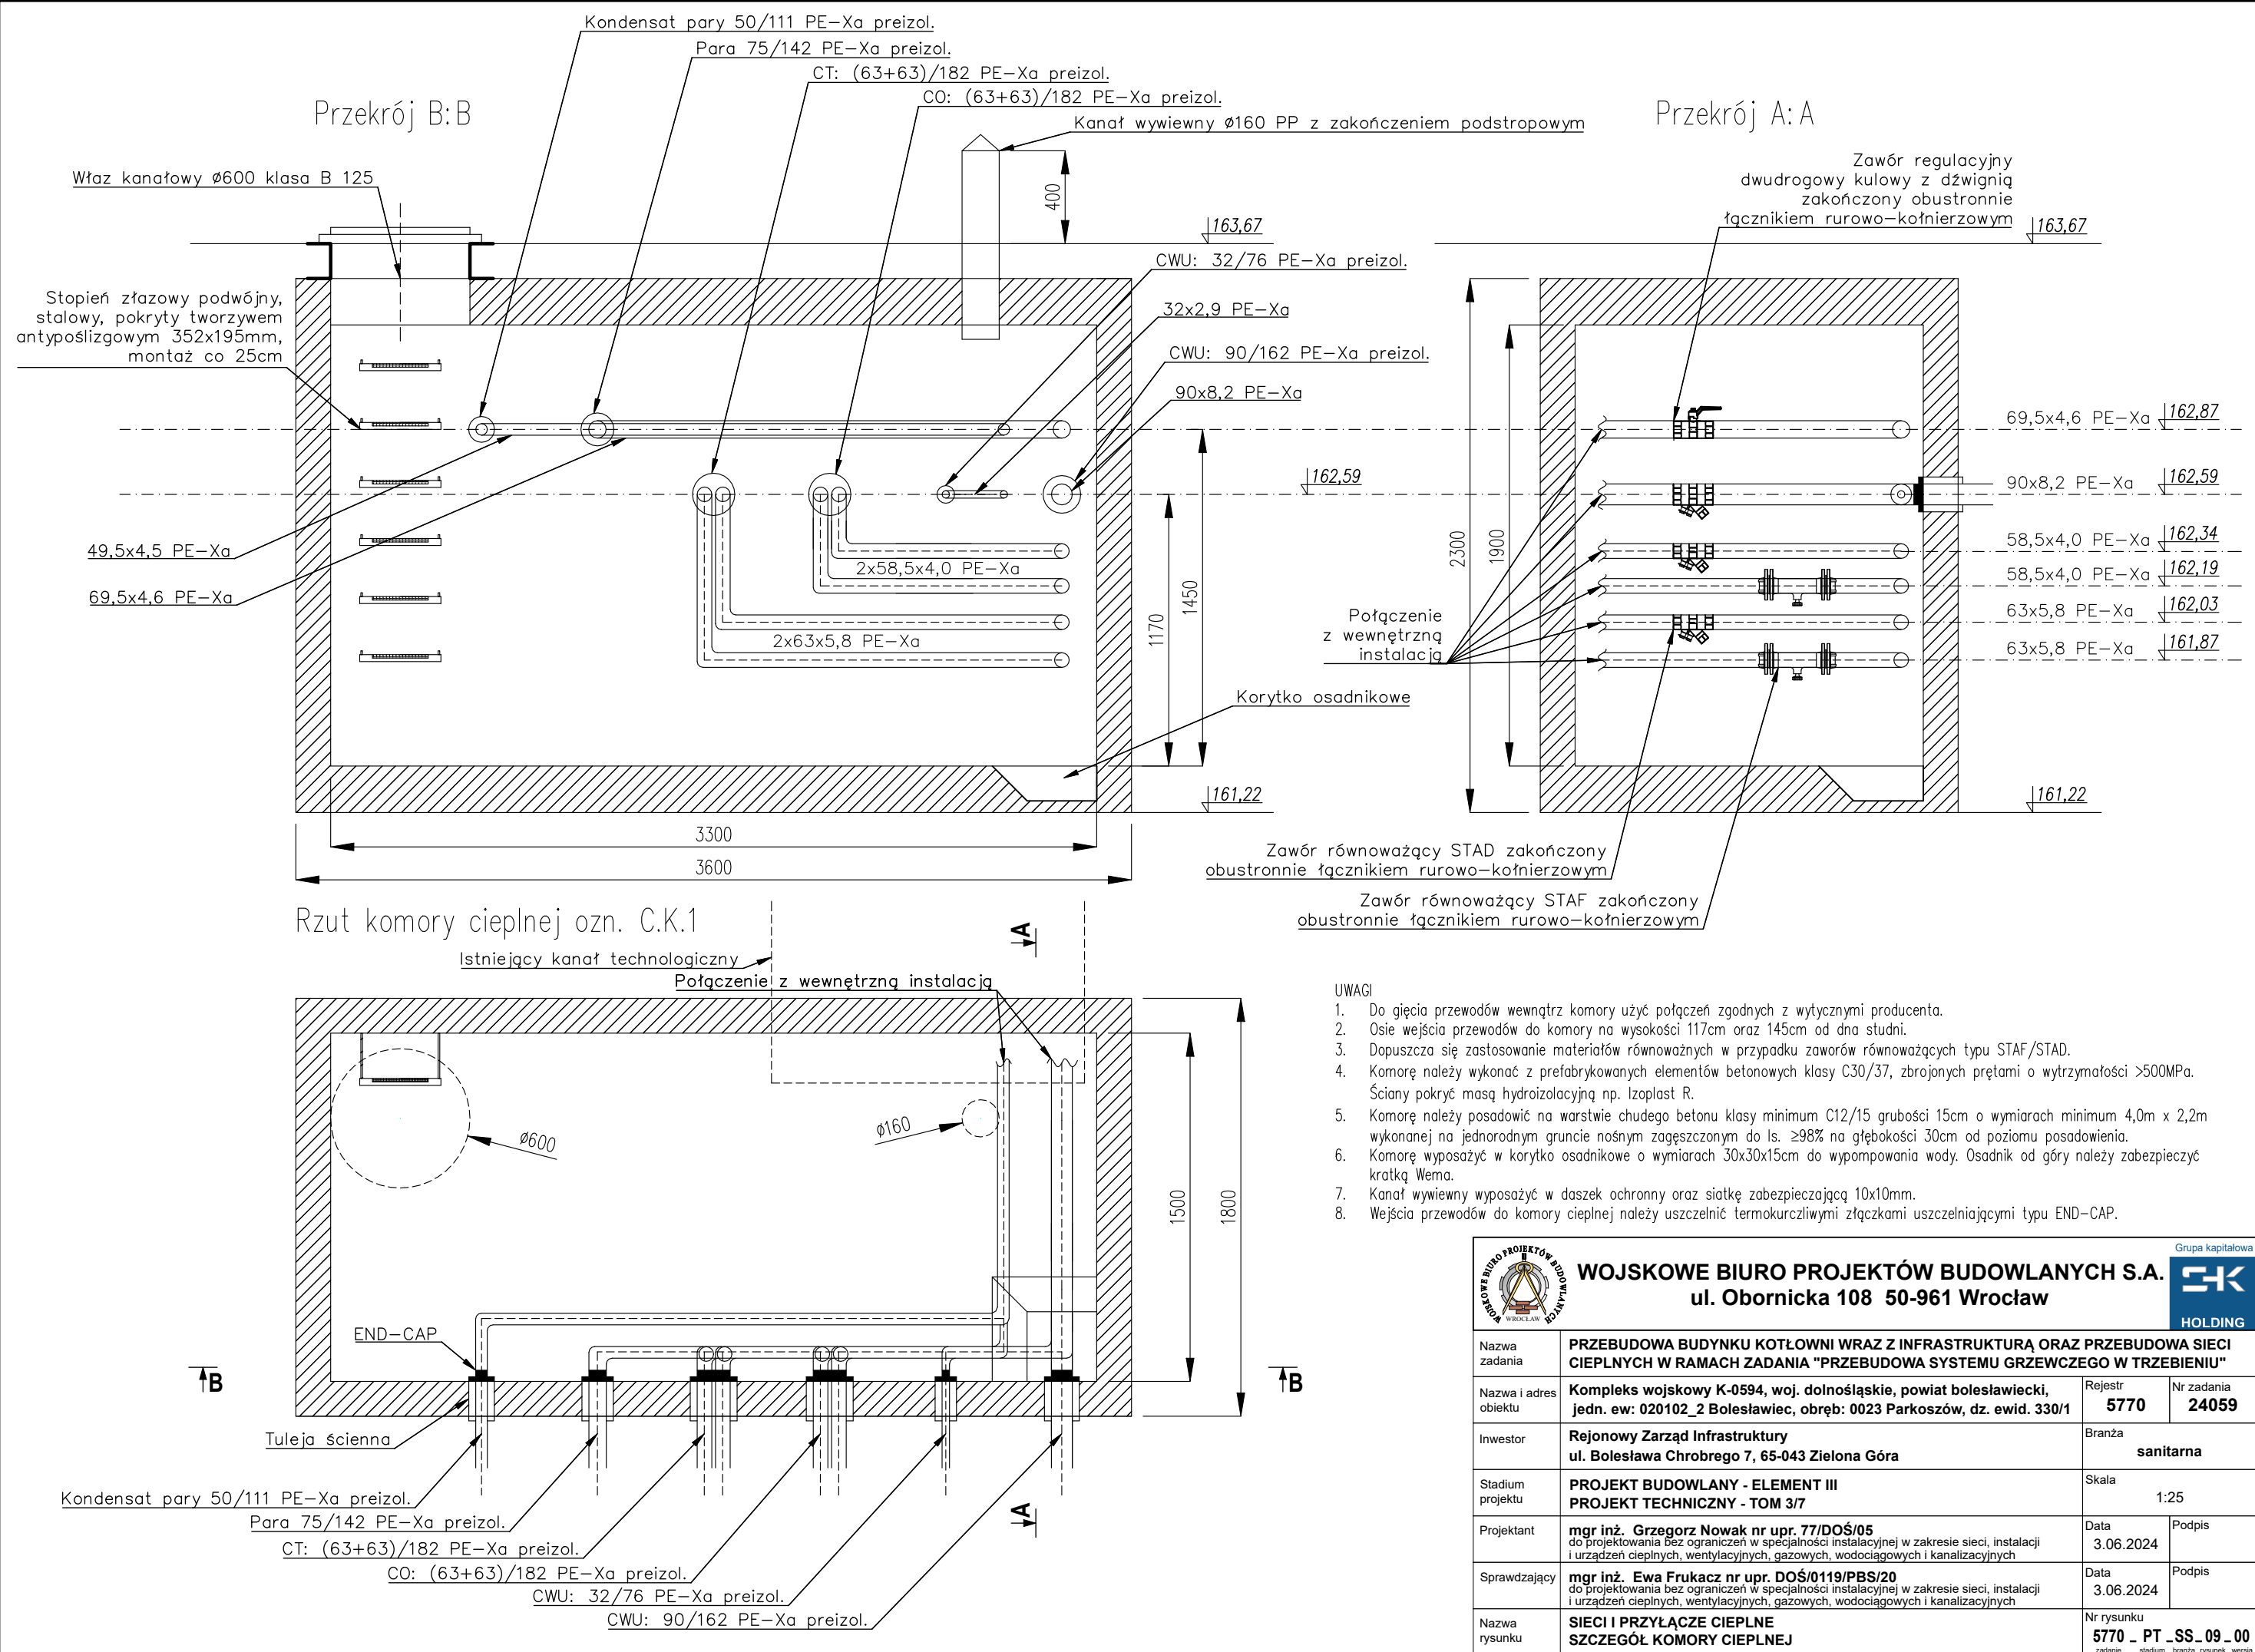 Kondensat pary 50/111 PE-Xa preizol.
Para 75/142 PE-Xa preizol.
CT: (63+63)/182 PE-Xa preizol.
CO: (63+63)/182 PE-Xa preizol.
Kanał wywiewny ø160 PP z zakończeniem podstropowym
Przekrój B:B
Przekrój A:A
Właz kanałowy ø600 klasa B 125
400
163,67
Zawór regulacyjny
dwudrogowy kulowy z dźwignią
zakończony obustronnie
łącznikiem rurowo-kołnierzowym
163,67
CWU: 32/76 PE-Xa preizol.
Stopień złazowy podwójny,
stalowy, pokryty tworzywem
antypoślizgowym 352x195mm,
montaż co 25cm
32x2,9 PE-Xa
CWU: 90/162 PE-Xa preizol.
90x8,2 PE-Xa
69,5x4,6 PE-Xa
162,87
162,59
90x8,2 PE-Xa
162,59
49,5x4,5 PE-Xa
69,5x4,6 PE-Xa
2x58,5x4,0 PE-Xa
2x63x5,8 PE-Xa
1170
1450
2300
1900
58,5x4,0 PE-Xa
162,34
58,5x4,0 PE-Xa
162,19
63x5,8 PE-Xa
162,03
63x5,8 PE-Xa
161,87
Połączenie
z wewnętrzną
instalacją
Korytko osadnikowe
161,22
161,22
3300
3600
Zawór równoważący STAD zakończony
obustronnie łącznikiem rurowo-kołnierzowym
Zawór równoważący STAF zakończony
obustronnie łącznikiem rurowo-kołnierzowym
Rzut komory cieplnej ozn. C.K.1
A
Istniejący kanał technologiczny
Połączenie z wewnętrzną instalacją
ø600
ø160
1500
1800
END-CAP
B
B
Tuleja ścienna
A
Kondensat pary 50/111 PE-Xa preizol.
Para 75/142 PE-Xa preizol.
CT: (63+63)/182 PE-Xa preizol.
CO: (63+63)/182 PE-Xa preizol.
CWU: 32/76 PE-Xa preizol.
CWU: 90/162 PE-Xa preizol.
UWAGI
1. Do gięcia przewodów wewnątrz komory użyć połączeń zgodnych z wytycznymi producenta.
2. Osie wejścia przewodów do komory na wysokości 117cm oraz 145cm od dna studni.
3. Dopuszcza się zastosowanie materiałów równoważnych w przypadku zaworów równoważących typu STAF/STAD.
4. Komorę należy wykonać z prefabrykowanych elementów betonowych klasy C30/37, zbrojonych prętami o wytrzymałości >500MPa.
Ściany pokryć masą hydroizolacyjną np. Izoplast R.
5. Komorę należy posadowić na warstwie chudego betonu klasy minimum C12/15 grubości 15cm o wymiarach minimum 4,0m x 2,2m
wykonanej na jednorodnym gruncie nośnym zagęszczonym do Is. ≥98% na głębokości 30cm od poziomu posadowienia.
6. Komorę wyposażyć w korytko osadnikowe o wymiarach 30x30x15cm do wypompowania wody. Osadnik od góry należy zabezpieczyć
kratką Wema.
7. Kanał wywiewny wyposażyć w daszek ochronny oraz siatkę zabezpieczającą 10x10mm.
8. Wejścia przewodów do komory cieplnej należy uszczelnić termokurczliwymi złączkami uszczelniającymi typu END-CAP.
WOJSKOWE BIURO PROJEKTÓW BUDOWLANYCH
WROCŁAW
WOJSKOWE BIURO PROJEKTÓW BUDOWLANYCH S.A.
ul. Obornicka 108 50-961 Wrocław
Grupa kapitałowa
SHK
HOLDING
Nazwa
zadania
PRZEBUDOWA BUDYNKU KOTŁOWNI WRAZ Z INFRASTRUKTURĄ ORAZ PRZEBUDOWA SIECI
CIEPLNYCH W RAMACH ZADANIA "PRZEBUDOWA SYSTEMU GRZEWCZEGO W TRZEBIENIU"
Nazwa i adres
obiektu
Kompleks wojskowy K-0594, woj. dolnośląskie, powiat bolesławiecki,
jedn. ew: 020102_2 Bolesławiec, obręb: 0023 Parkoszów, dz. ewid. 330/1
Rejestr
5770
Nr zadania
24059
Inwestor
Rejonowy Zarząd Infrastruktury
ul. Bolesława Chrobrego 7, 65-043 Zielona Góra
Branża
sanitarna
Stadium
projektu
PROJEKT BUDOWLANY - ELEMENT III
PROJEKT TECHNICZNY - TOM 3/7
Skala
1:25
Projektant
mgr inż. Grzegorz Nowak nr upr. 77/DOŚ/05
do projektowania bez ograniczeń w specjalności instalacyjnej w zakresie sieci, instalacji
i urządzeń cieplnych, wentylacyjnych, gazowych, wodociągowych i kanalizacyjnych
Data
3.06.2024
Podpis
Sprawdzający
mgr inż. Ewa Frukacz nr upr. DOŚ/0119/PBS/20
do projektowania bez ograniczeń w specjalności instalacyjnej w zakresie sieci, instalacji
i urządzeń cieplnych, wentylacyjnych, gazowych, wodociągowych i kanalizacyjnych
Data
3.06.2024
Podpis
Nazwa
rysunku
SIECI I PRZYŁĄCZE CIEPLNE
SZCZEGÓŁ KOMORY CIEPLNEJ
Nr rysunku
5770 _ PT _ SS _ 09 _ 00
zadanie stadium branża rysunek wersja